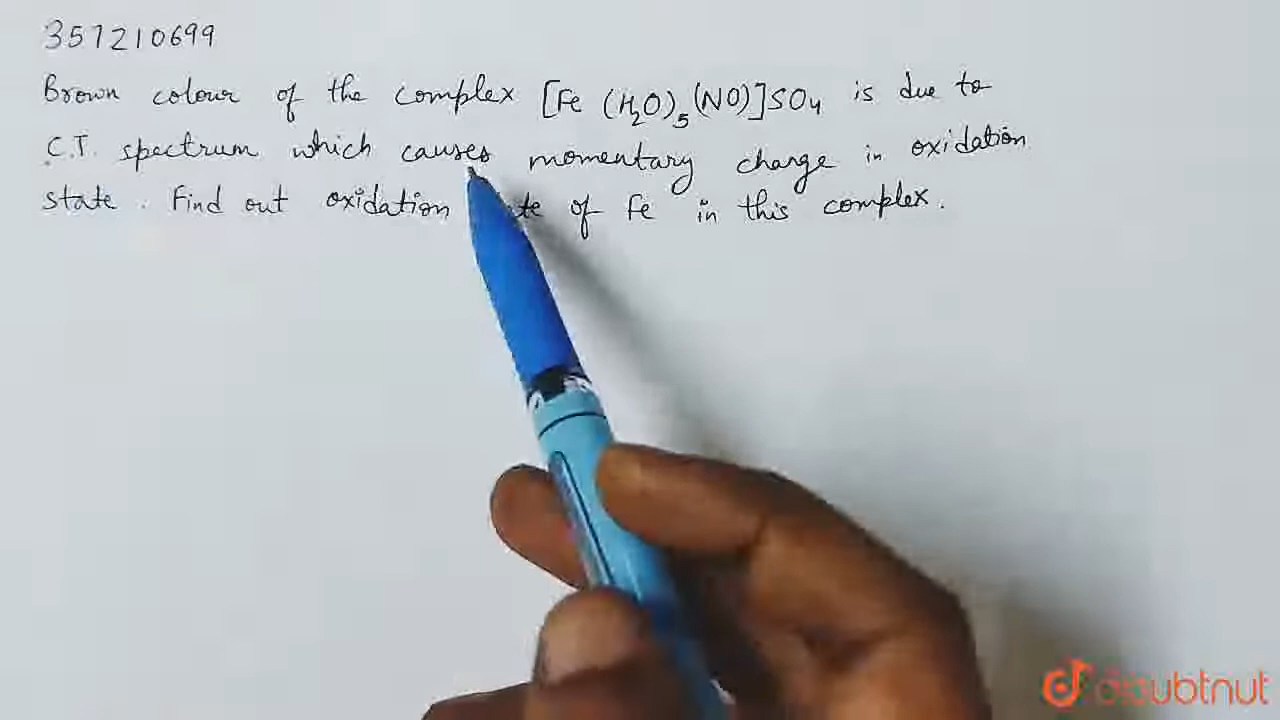 357210699
Brown colour of the complex [Fe (H₂O)₅(NO)]SO₄ is due to
C.T. spectrum which causes momentary charge in oxidation
state. Find out oxidation of Fe in this complex.
doubtnut